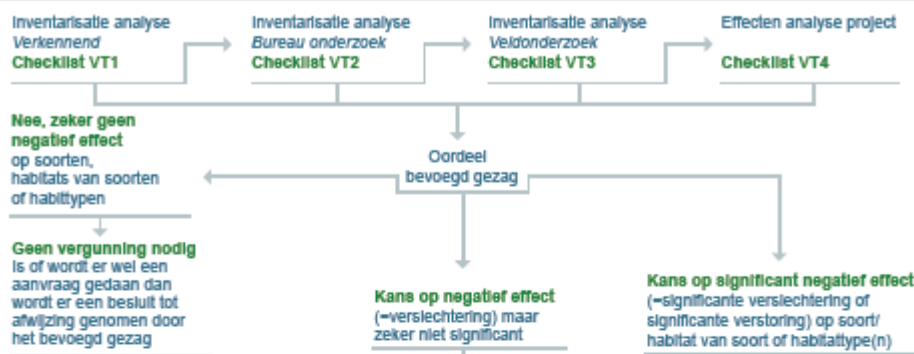 Inventarisatie analyse
Verkennend
Checklist VT1
Inventarisatie analyse
Bureau onderzoek
Checklist VT2
Inventarisatie analyse
Veldonderzoek
Checklist VT3
Effecten analyse project
Checklist VT4
Nee, zeker geen
negatief effect
op soorten,
habitats van soorten
of habittypen
Oordeel
bevoegd gezag
Geen vergunning nodig
Is of wordt er wel een
aanvraag gedaan dan
wordt er een besluit tot
afwijzing genomen door
het bevoegd gezag
Kans op negatief effect
(=verslechtering) maar
zeker niet significant
Kans op significant negatief effect
(=significante verslechtering of
significante verstoring) op soort/
habitat van soort of habitattype(n)